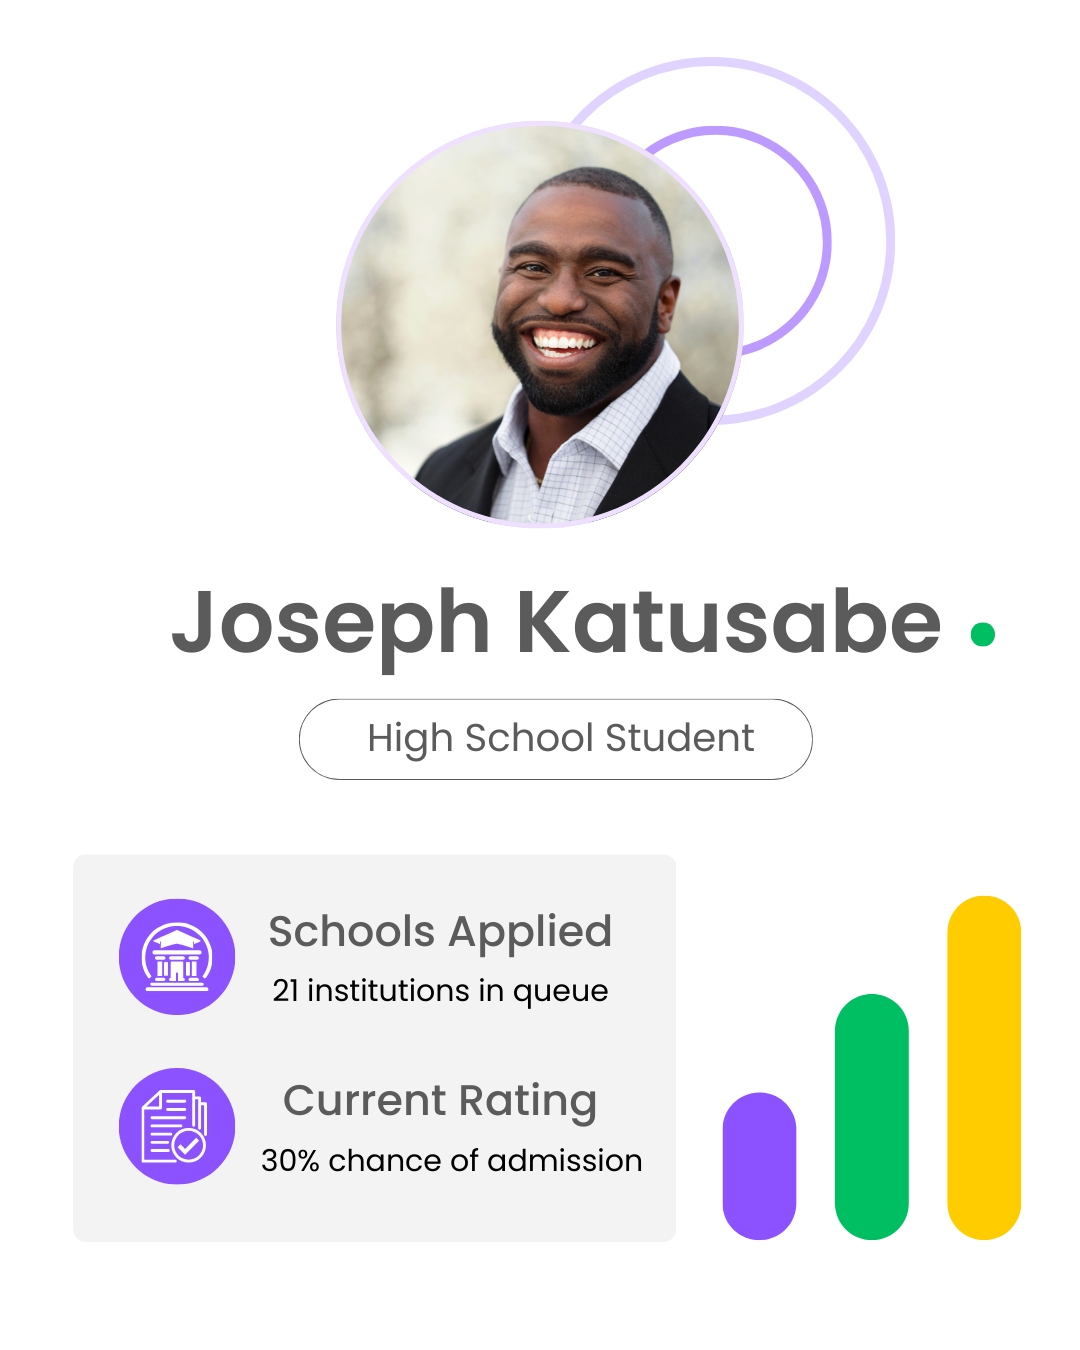 Joseph Katusabe
High School Student
Schools Applied
21 institutions in queue
Current Rating
30% chance of admission